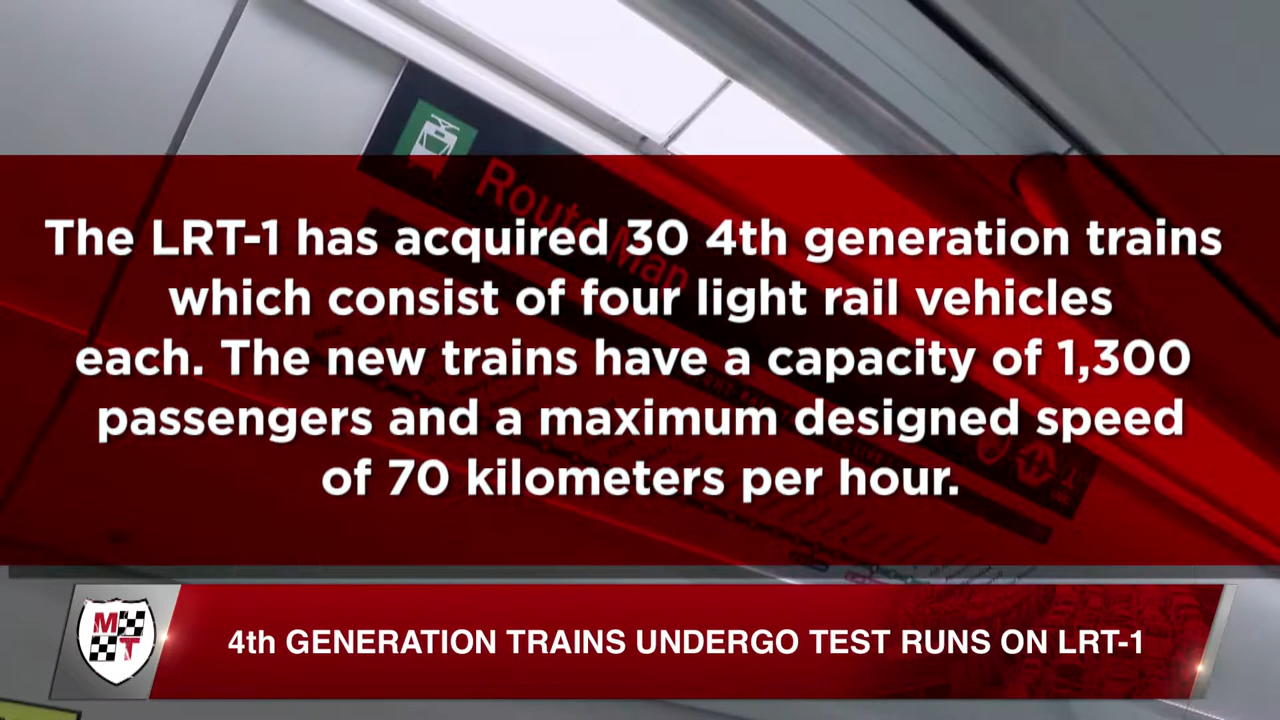 Route Map
The LRT-1 has acquired 30 4th generation trains
which consist of four light rail vehicles
each. The new trains have a capacity of 1,300
passengers and a maximum designed speed
of 70 kilometers per hour.
M
T
4th GENERATION TRAINS UNDERGO TEST RUNS ON LRT-1